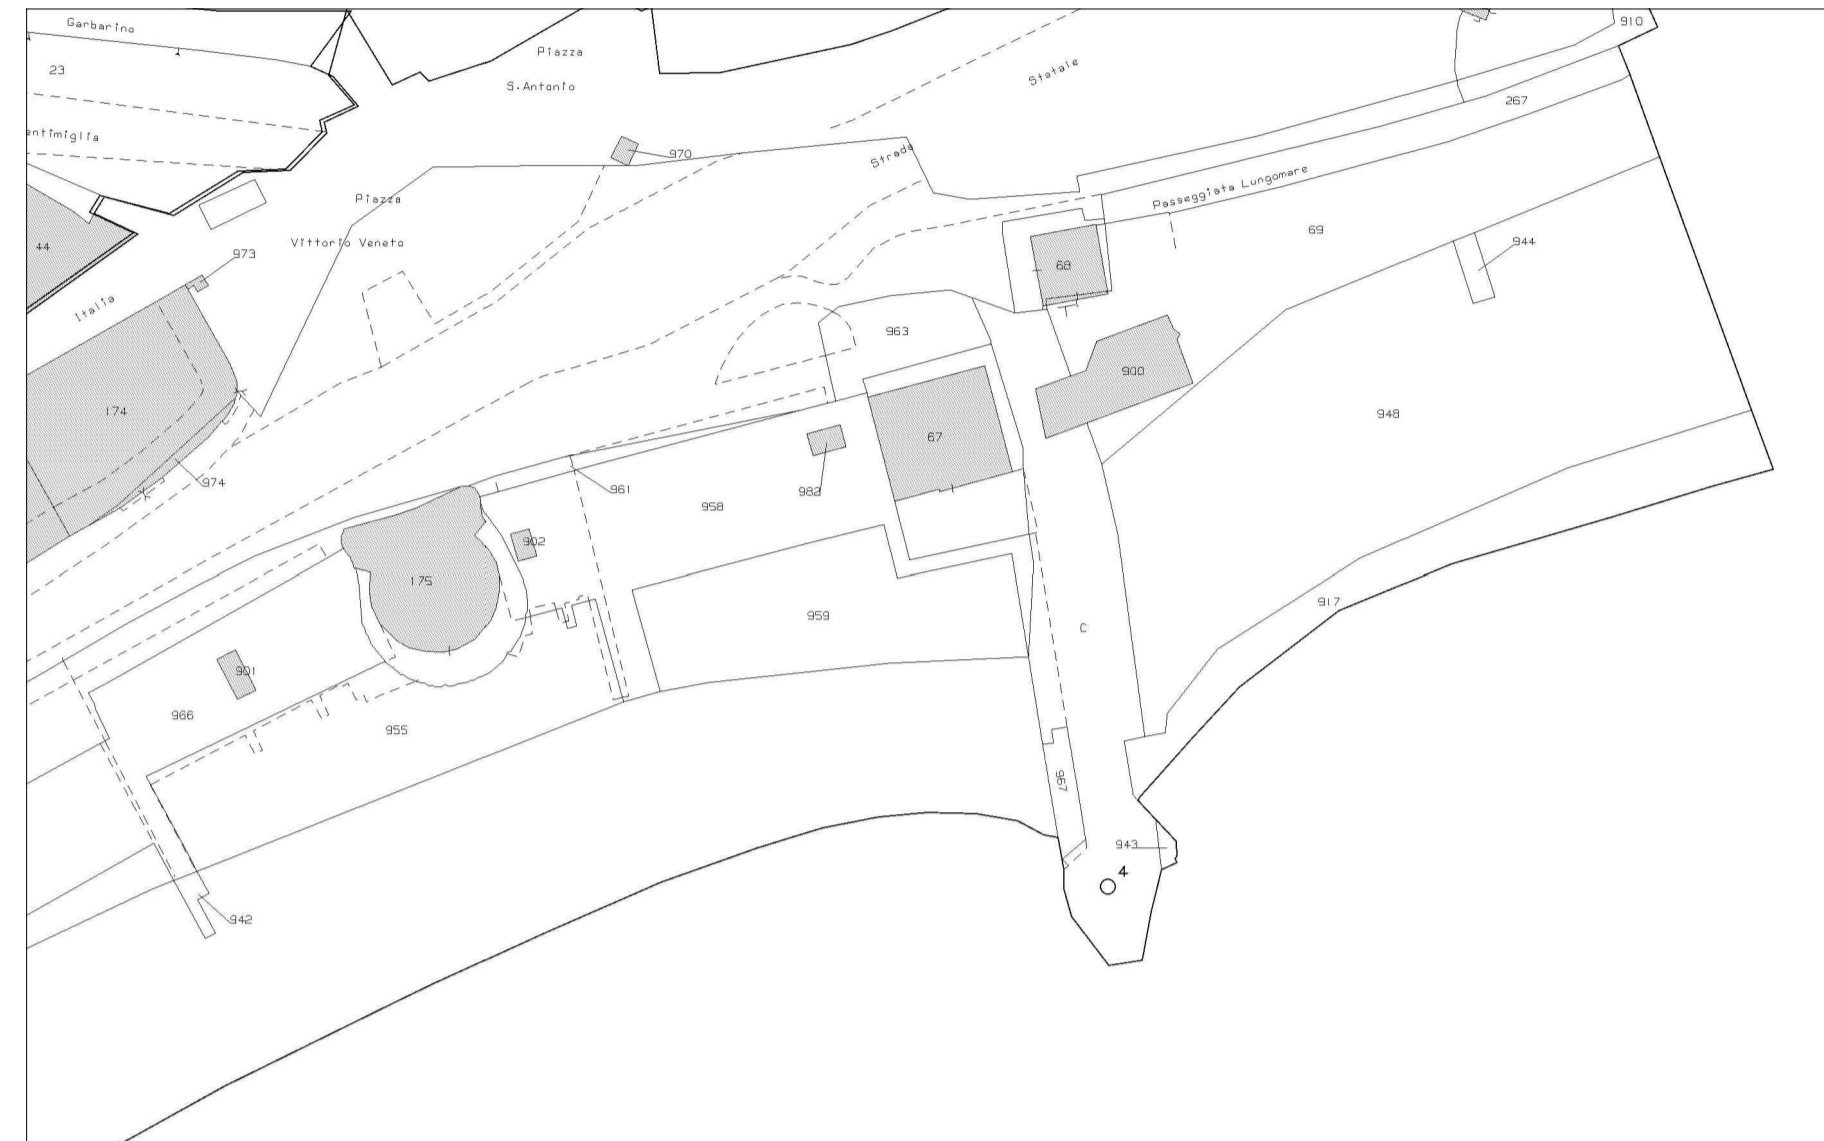 Garbarino
910
Piazza
23
Statale
S.Antonio
267
entimiglia
970
Strada
Passeggiata Lungomare
Piazza
69
Vittorio Veneto
944
44
973
68
Italia
963
900
174
948
67
974
961
982
958
902
175
917
959
C
901
966
955
967
943
4
942